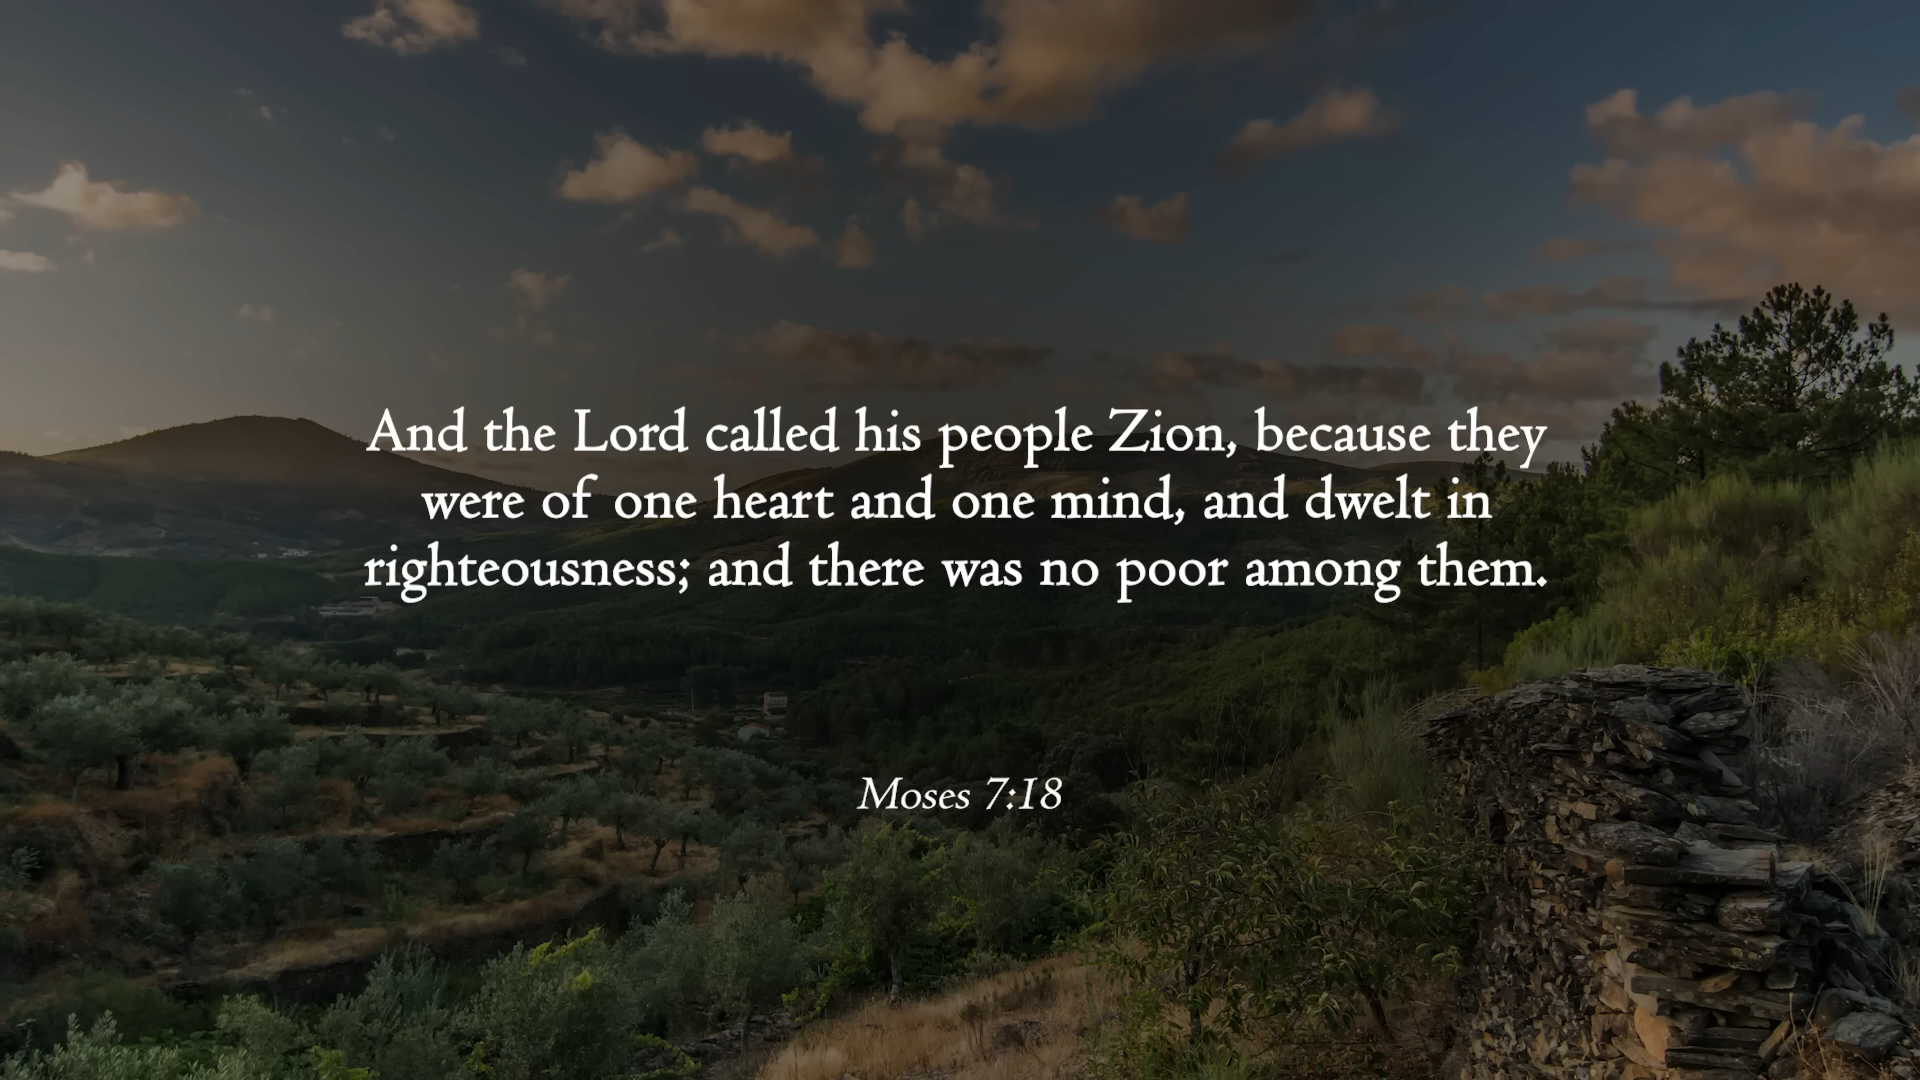 And the Lord called his people Zion, because they
were of one heart and one mind, and dwelt in
righteousness; and there was no poor among them.
Moses 7:18